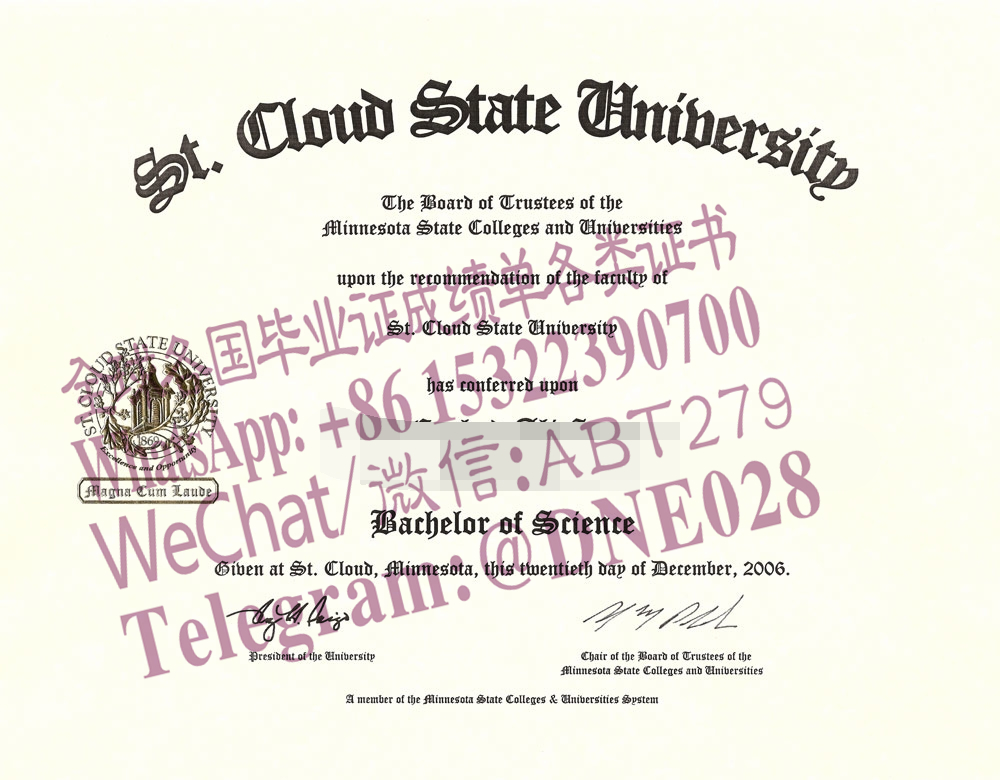 St. Cloud State University
The Board of Trustees of the
Minnesota State Colleges and Universities
upon the recommendation of the faculty of
St. Cloud State University
has conferred upon
Bachelor of Science
Given at St. Cloud, Minnesota, this twentieth day of December, 2006.
ST. CLOUD STATE UNIVERSITY
1869
Excellence and Opportunity
Magna Cum Laude
President of the University
Chair of the Board of Trustees of the
Minnesota State Colleges and Universities
A member of the Minnesota State Colleges & Universities System
国毕业证成绩单各类证书
WhatsApp: +86 15322390700
WeChat/微信:ABT279
Telegram:@DNE028